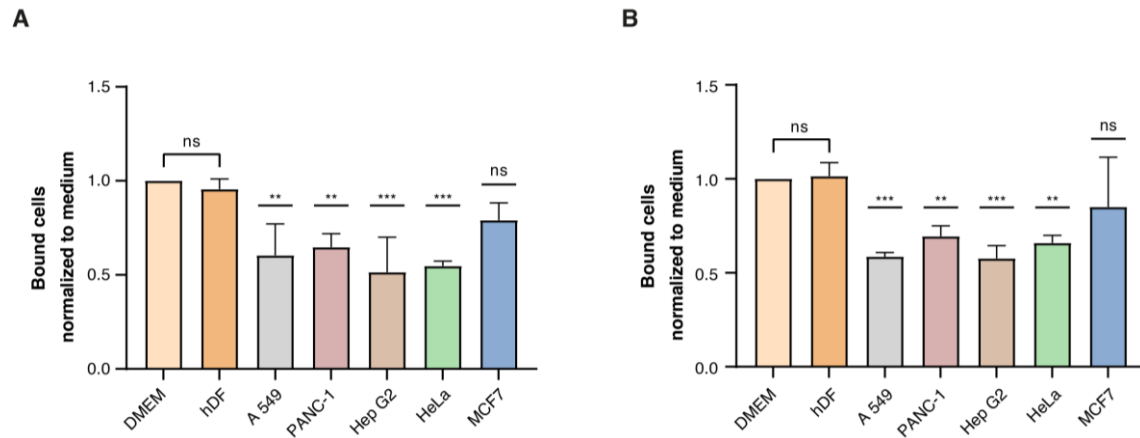 A
Bound cells
normalized to medium
1.5
1.0
0.5
0.0
ns
**
**
***
***
ns
DMEM
hDF
A 549
PANC-1
Hep G2
HeLa
MCF7
B
Bound cells
normalized to medium
1.5
1.0
0.5
0.0
ns
***
**
***
**
ns
DMEM
hDF
A 549
PANC-1
Hep G2
HeLa
MCF7